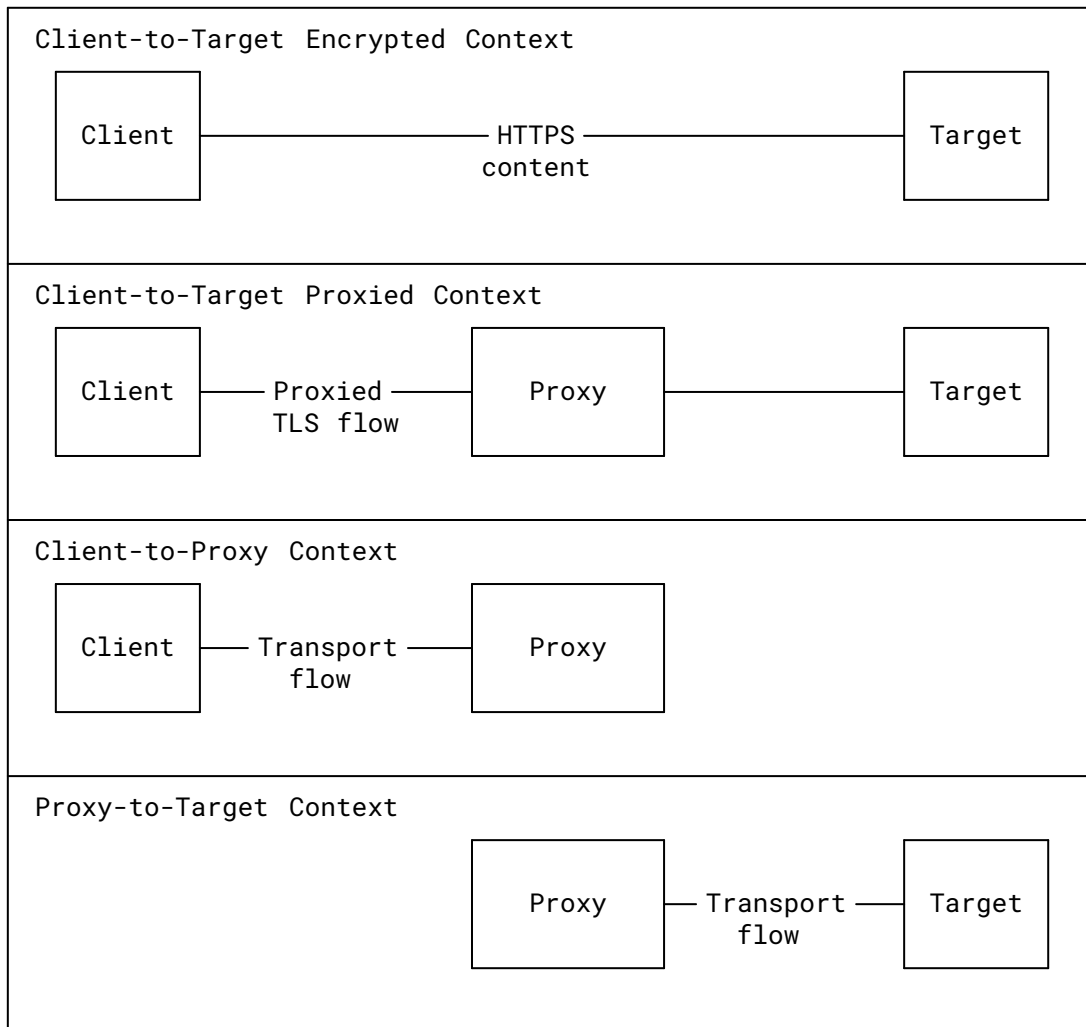 Client-to-Target Encrypted Context
Client HTTPS Target
content
Client-to-Target Proxied Context
Client Proxied Proxy Target
TLS flow
Client-to-Proxy Context
Client Transport Proxy
flow
Proxy-to-Target Context
Proxy Transport Target
flow